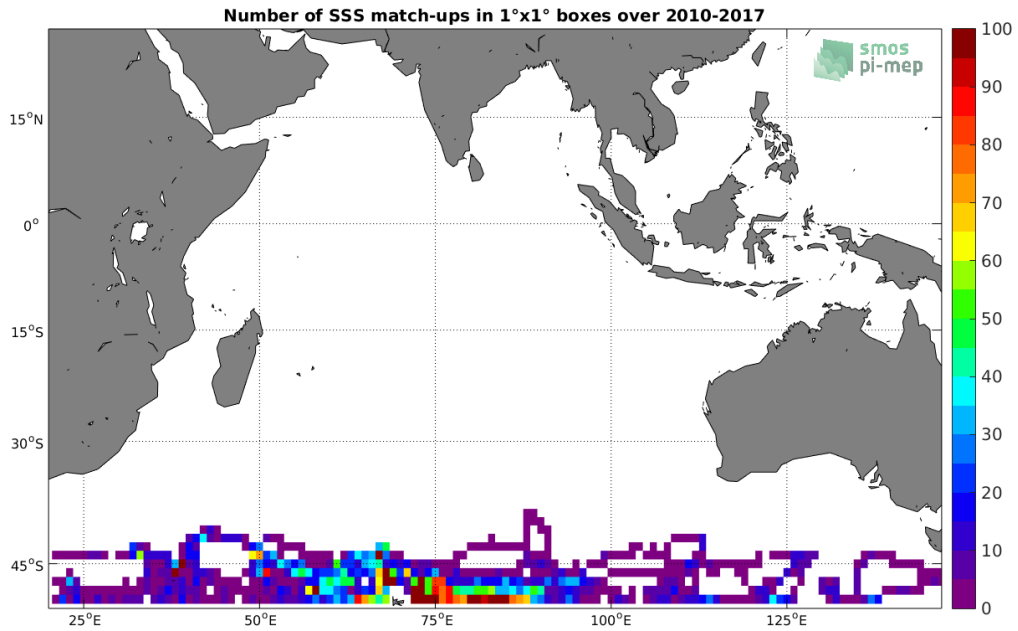 Number of SSS match-ups in 1°x1° boxes over 2010-2017
smos
pi-mep
100
90
80
70
60
50
40
30
20
10
0
15°N
0°
15°S
30°S
45°S
25°E
50°E
75°E
100°E
125°E